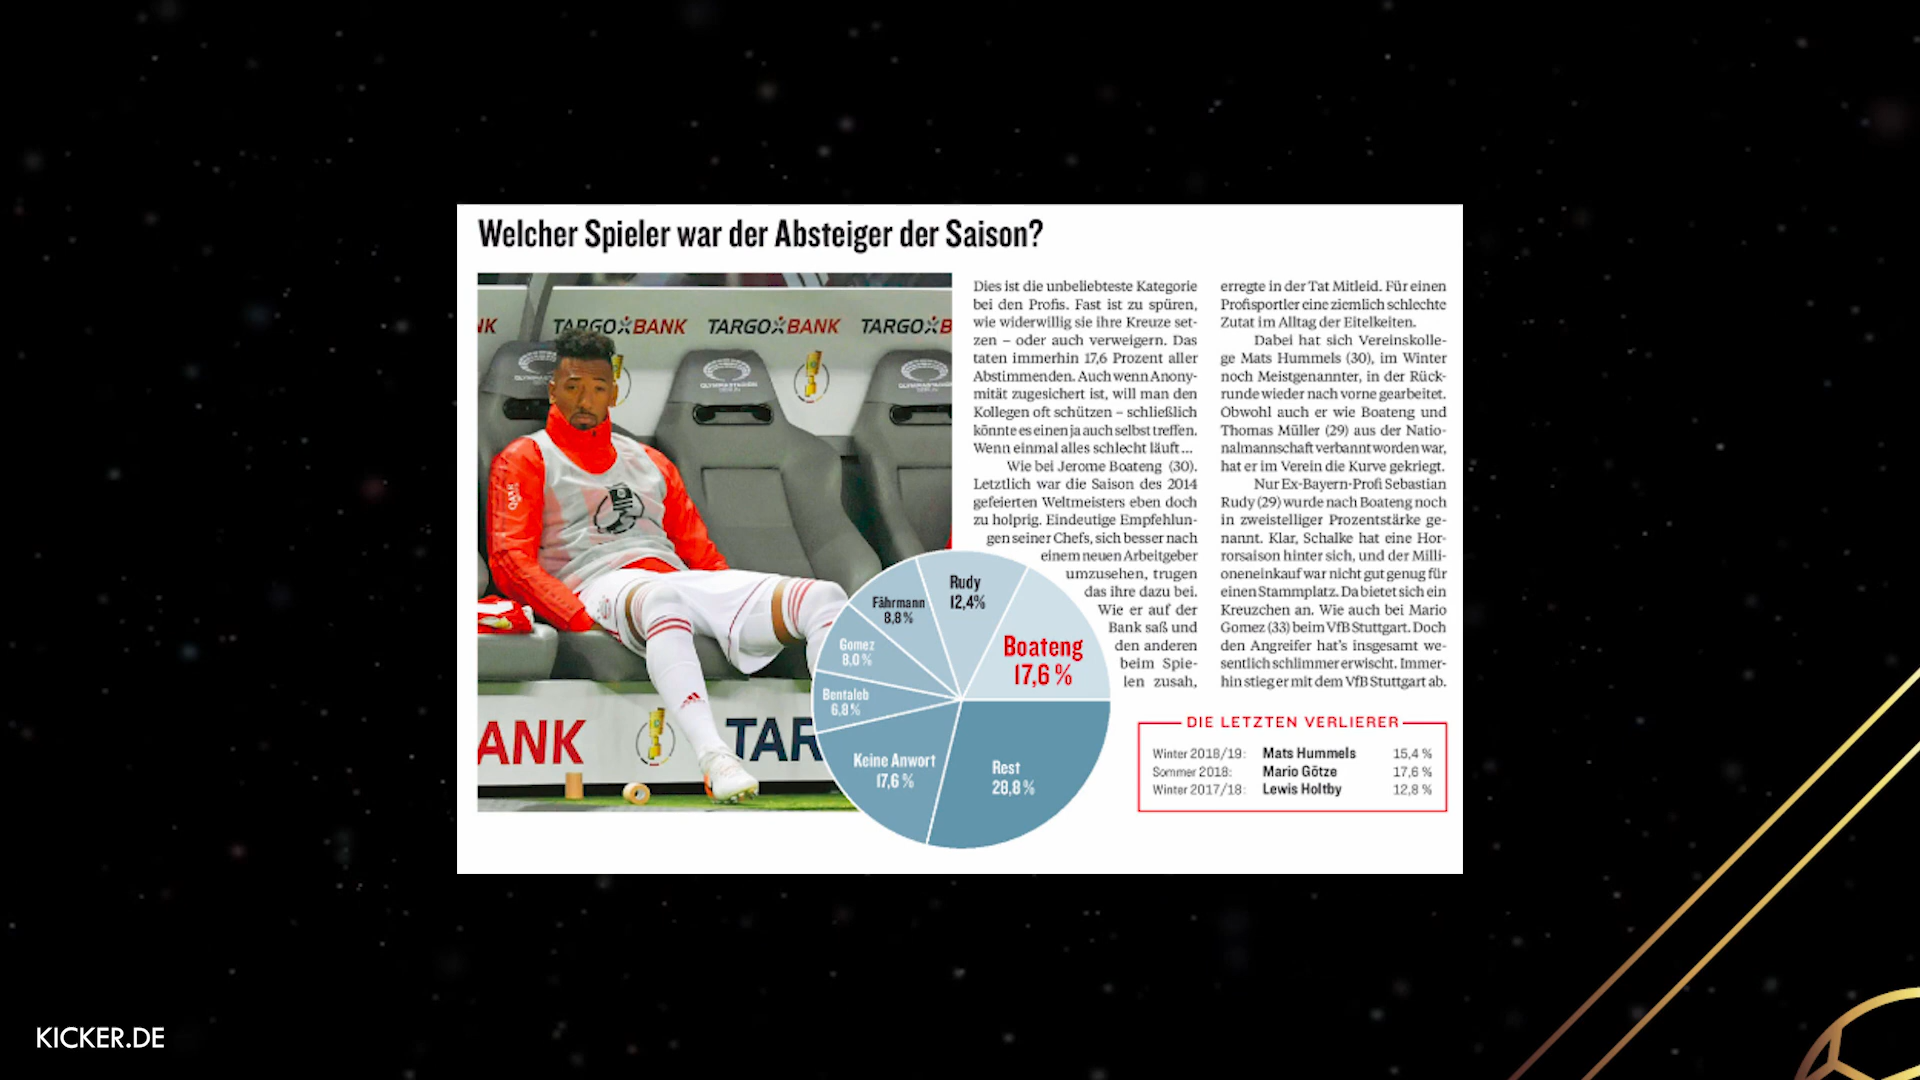 Welcher Spieler war der Absteiger der Saison?
NK TARGOBANK TARGOBANK TARGOB
OLYMPIASTADION
BERLIN
QATAR
ANK TAR
Dies ist die unbeliebteste Kategorie
bei den Profis. Fast ist zu spüren,
wie widerwillig sie ihre Kreuze set-
zen – oder auch verweigern. Das
taten immerhin 17,6 Prozent aller
Abstimmenden. Auch wenn Anony-
mität zugesichert ist, will man den
Kollegen oft schützen – schließlich
könnte es einen ja auch selbst treffen.
Wenn einmal alles schlecht läuft ...
Wie bei Jerome Boateng (30).
Letztlich war die Saison des 2014
gefeierten Weltmeisters eben doch
zu holprig. Eindeutige Empfehlun-
gen seiner Chefs, sich besser nach
einem neuen Arbeitgeber
umzusehen, trugen
das ihre dazu bei.
Wie er auf der
Bank saß und
den anderen
beim Spie-
len zusah,
erregte in der Tat Mitleid. Für einen
Profisportler eine ziemlich schlechte
Zutat im Alltag der Eitelkeiten.
Dabei hat sich Vereinskolle-
ge Mats Hummels (30), im Winter
noch Meistgenannter, in der Rück-
runde wieder nach vorne gearbeitet.
Obwohl auch er wie Boateng und
Thomas Müller (29) aus der Natio-
nalmannschaft verbannt worden war,
hat er im Verein die Kurve gekriegt.
Nur Ex-Bayern-Profi Sebastian
Rudy (29) wurde nach Boateng noch
in zweistelliger Prozentstärke ge-
nannt. Klar, Schalke hat eine Hor-
rorsaison hinter sich, und der Milli-
oneneinkauf war nicht gut genug für
einen Stammplatz. Da bietet sich ein
Kreuzchen an. Wie auch bei Mario
Gomez (33) beim VfB Stuttgart. Doch
den Angreifer hat's insgesamt we-
sentlich schlimmer erwischt. Immer-
hin stieg er mit dem VfB Stuttgart ab.
Rudy
12,4%
Fährmann
8,8%
Gomez
8,0%
Bentaleb
6,8%
Keine Anwort
17,6%
Rest
28,8%
Boateng
17,6%
DIE LETZTEN VERLIERER
Winter 2018/19: Mats Hummels 15,4 %
Sommer 2018: Mario Götze 17,6 %
Winter 2017/18: Lewis Holtby 12,8 %
KICKER.DE